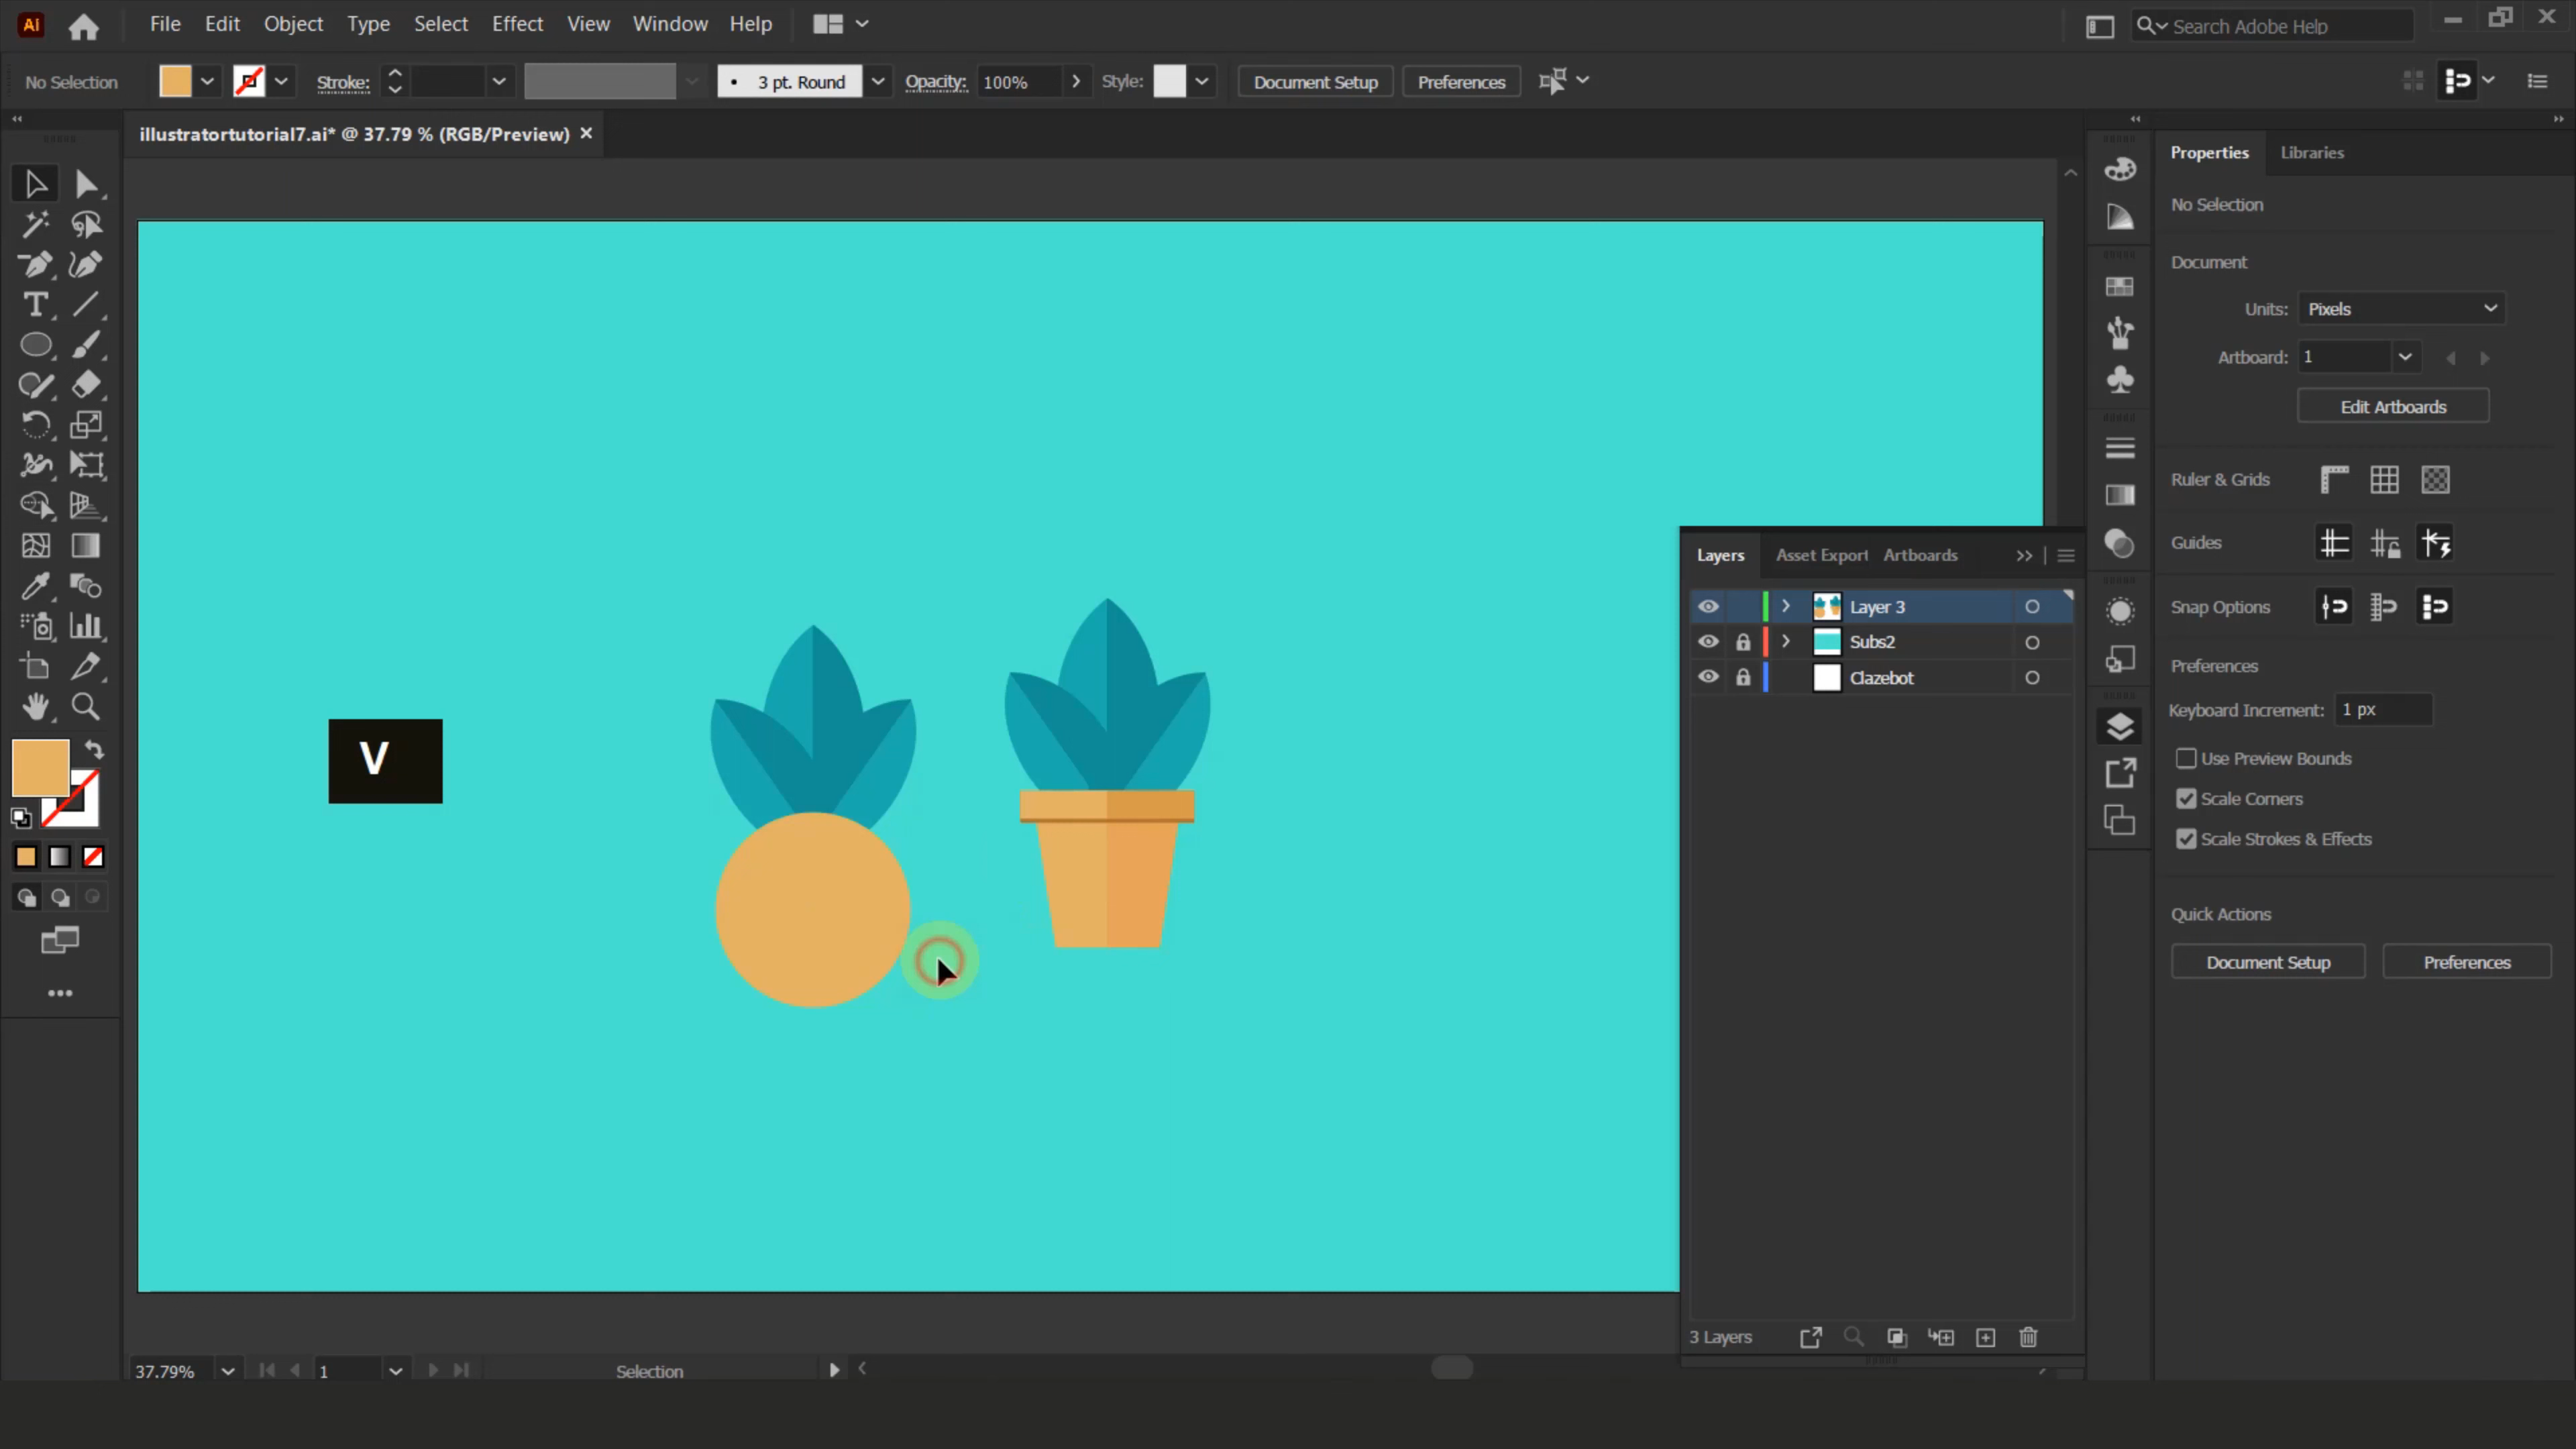 Ai File Edit Object Type Select Effect View Window Help Search Adobe Help
No Selection Stroke: 3 pt. Round Opacity: 100% Style: Document Setup Preferences
illustratortutorial7.ai* @ 37.79 % (RGB/Preview)
Properties Libraries
No Selection
Document
Units: Pixels
Artboard: 1
Edit Artboards
Ruler & Grids
Guides
Snap Options
Preferences
Keyboard Increment: 1 px
Use Preview Bounds
Scale Corners
Scale Strokes & Effects
Quick Actions
Document Setup Preferences
V
Layers Asset Export Artboards
Layer 3
Subs2
Clazebot
3 Layers
37.79% 1 Selection